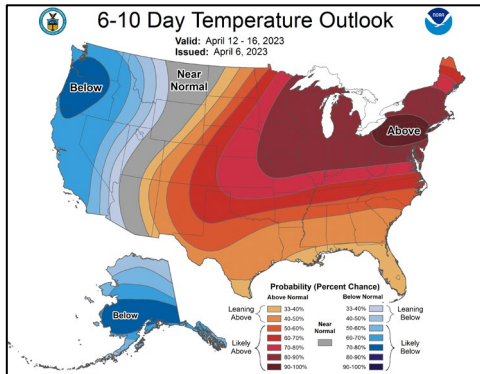 6-10 Day Temperature Outlook
Valid: April 12 - 16, 2023
Issued: April 6, 2023
Below
Near
Normal
Above
Below
Probability (Percent Chance)
Above Normal
Below Normal
Leaning
Above
33-40%
40-50%
Likely
Above
50-60%
60-70%
70-80%
80-90%
90-100%
Near
Normal
33-40%
40-50%
Leaning
Below
50-60%
60-70%
70-80%
80-90%
90-100%
Likely
Below